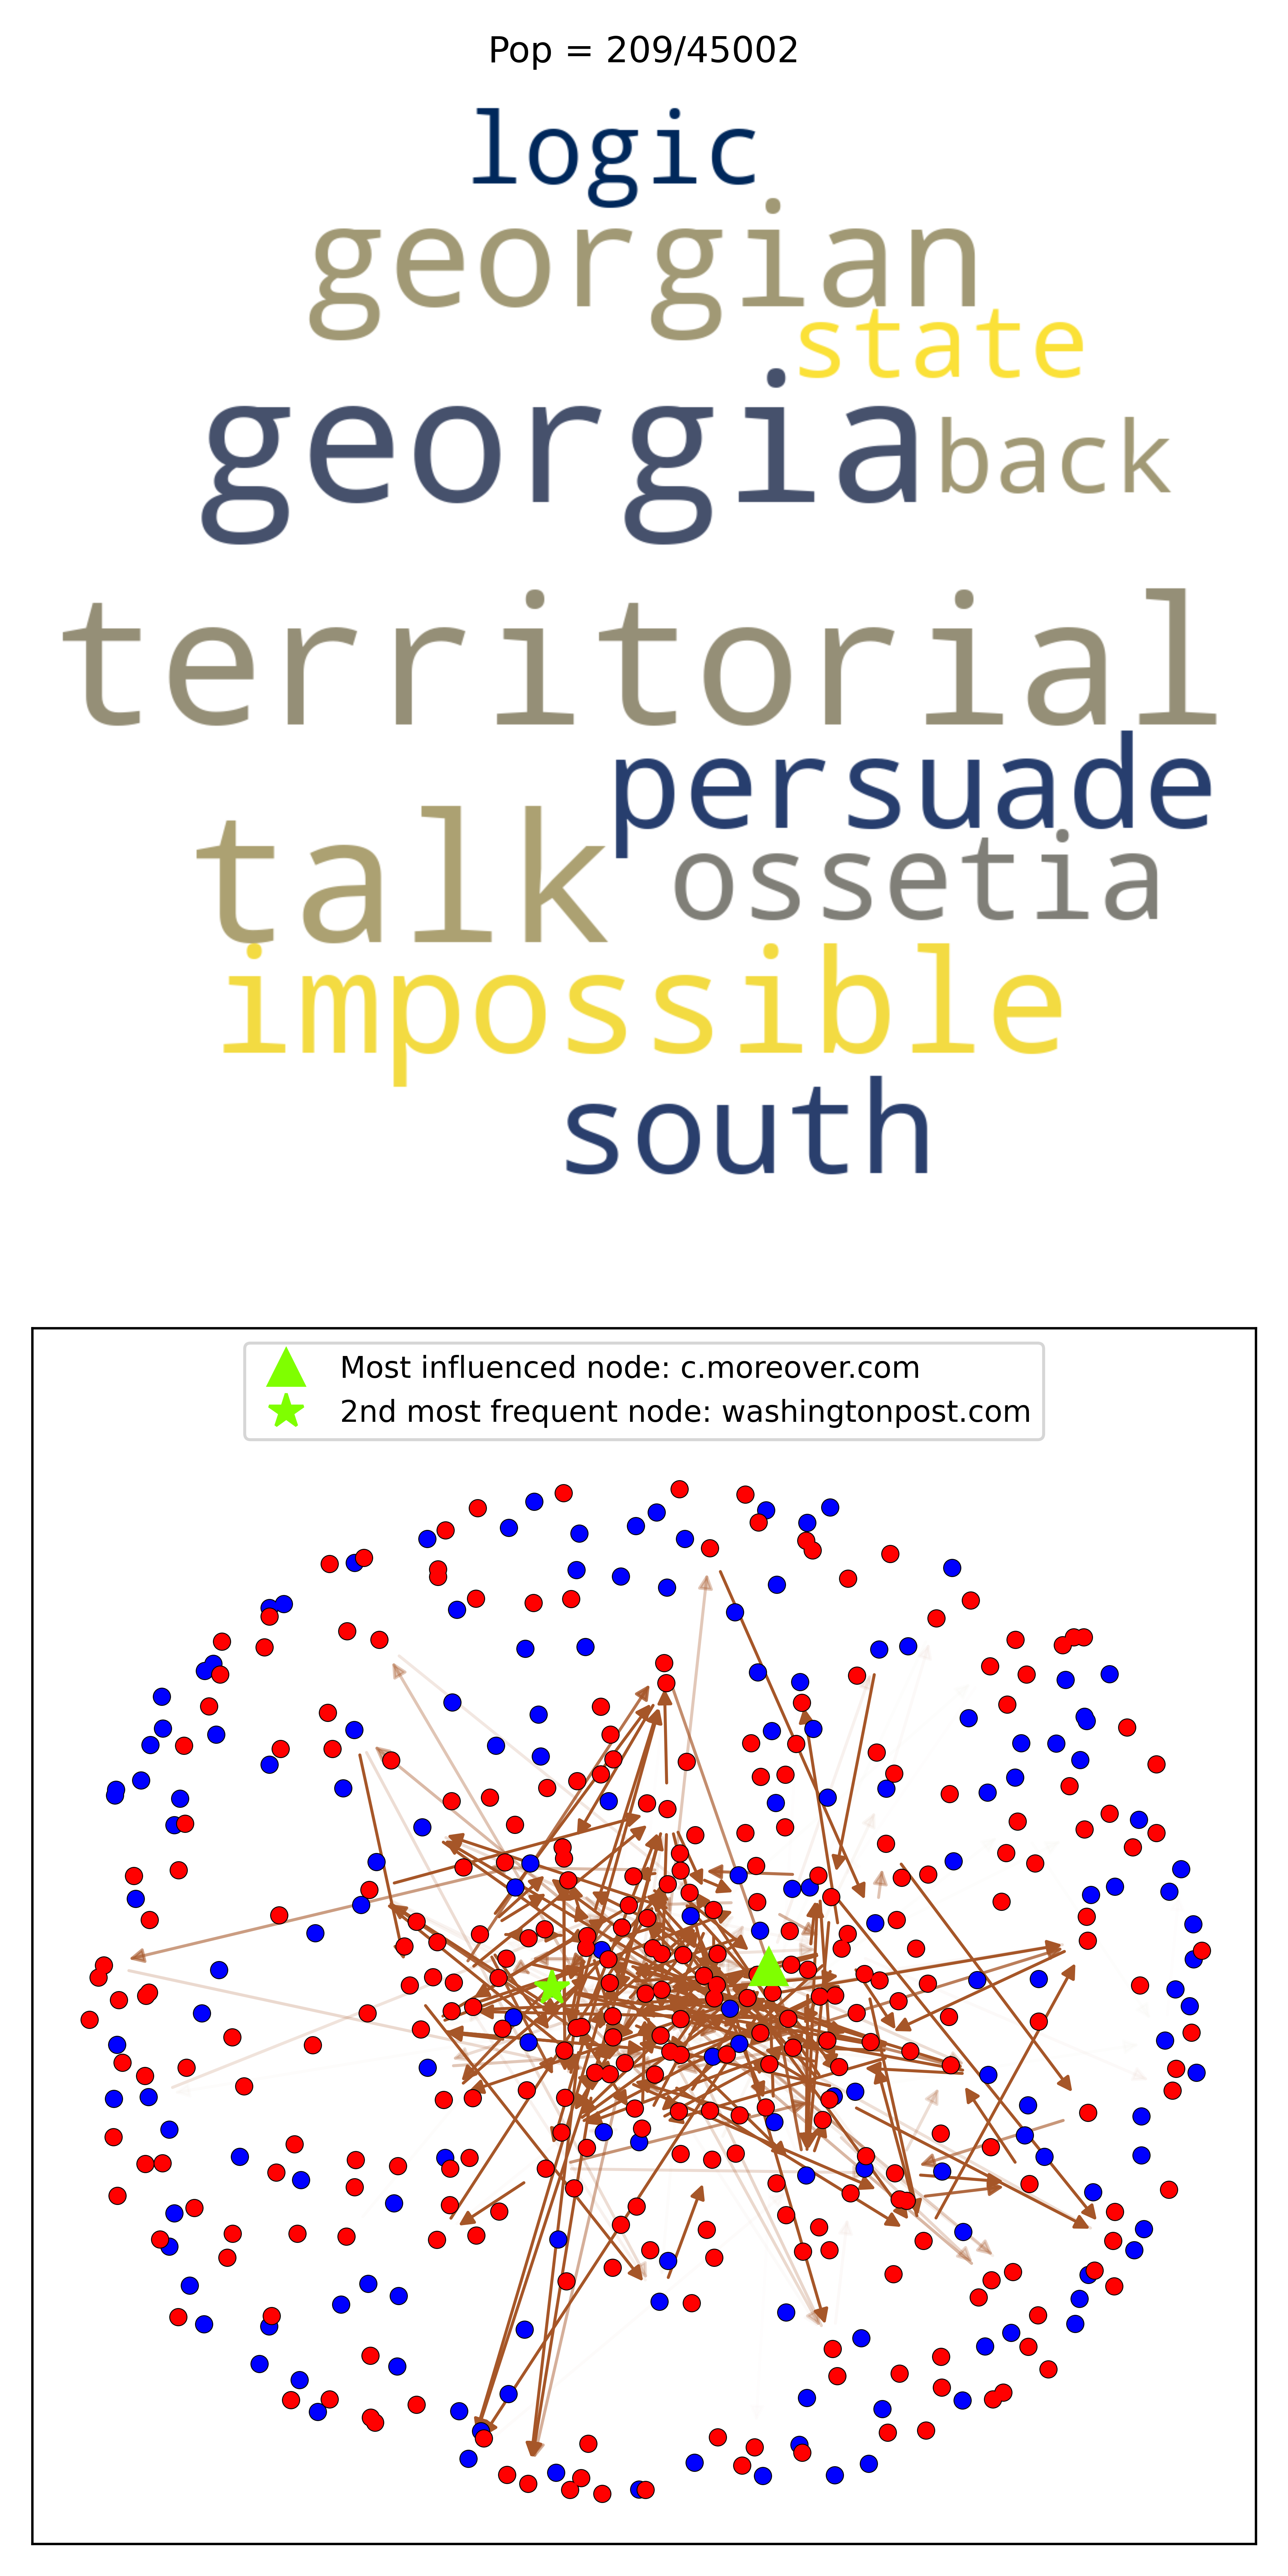 Pop = 209/45002
logic
georgian
state
georgia
back
territorial
persuade
talk
ossetia
impossible
south
Most influenced node: c.moreover.com
2nd most frequent node: washingtonpost.com